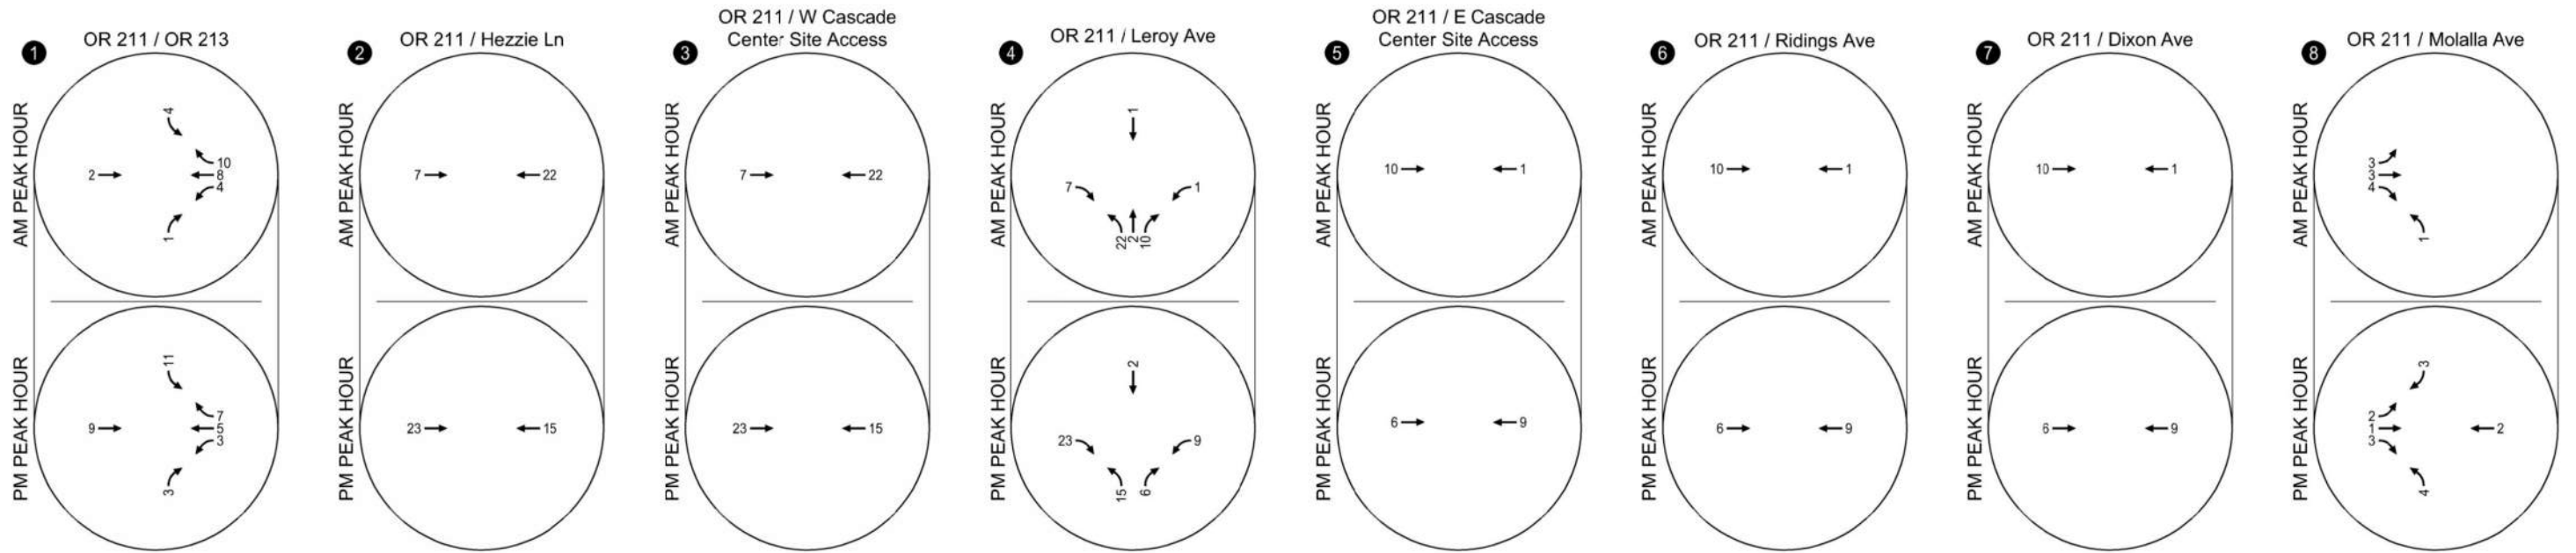 1
OR 211 / OR 213
AM PEAK HOUR
4
2
10
8
4
1
PM PEAK HOUR
11
9
7
5
3
3
2
OR 211 / Hezzie Ln
AM PEAK HOUR
7
22
PM PEAK HOUR
23
15
3
OR 211 / W Cascade
Center Site Access
AM PEAK HOUR
7
22
PM PEAK HOUR
23
15
4
OR 211 / Leroy Ave
AM PEAK HOUR
1
7
1
22
2
10
PM PEAK HOUR
2
23
9
15
6
5
OR 211 / E Cascade
Center Site Access
AM PEAK HOUR
10
1
PM PEAK HOUR
6
9
6
OR 211 / Ridings Ave
AM PEAK HOUR
10
1
PM PEAK HOUR
6
9
7
OR 211 / Dixon Ave
AM PEAK HOUR
10
1
PM PEAK HOUR
6
9
8
OR 211 / Molalla Ave
AM PEAK HOUR
3
3
4
1
PM PEAK HOUR
3
2
1
3
2
4